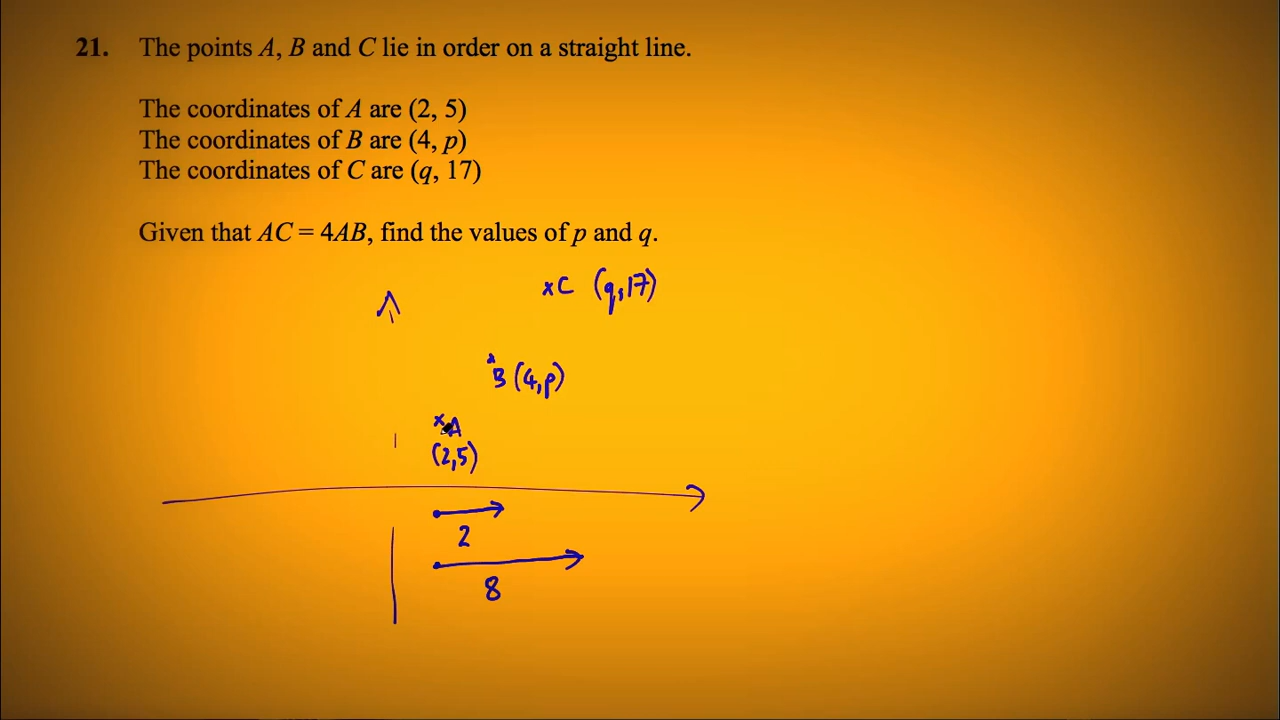 21. The points A, B and C lie in order on a straight line.
The coordinates of A are (2, 5)
The coordinates of B are (4, p)
The coordinates of C are (q, 17)
Given that AC = 4AB, find the values of p and q.
xC (q,17)
x
B (4,p)
x A
(2,5)
2
8